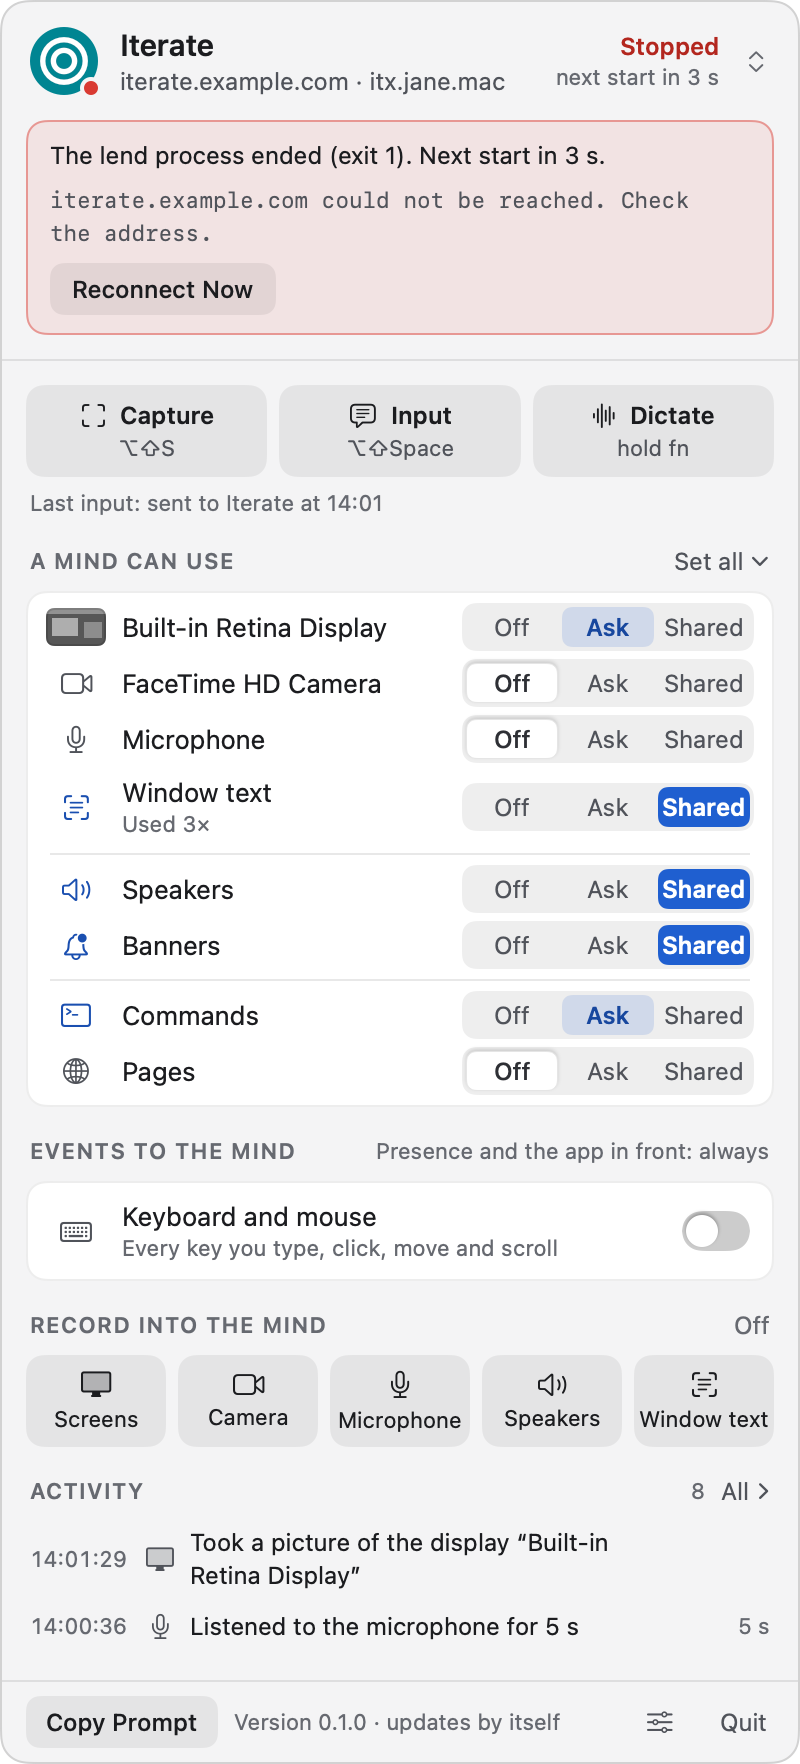 Iterate
Stopped
iterate.example.com · itx.jane.mac
next start in 3 s
The lend process ended (exit 1). Next start in 3 s.
iterate.example.com could not be reached. Check
the address.
Reconnect Now
Capture
⌥⇧S
Input
⌥⇧Space
Dictate
hold fn
Last input: sent to Iterate at 14:01
A MIND CAN USE
Set all
Built-in Retina Display
Off Ask Shared
FaceTime HD Camera
Off Ask Shared
Microphone
Off Ask Shared
Window text
Used 3×
Off Ask Shared
Speakers
Off Ask Shared
Banners
Off Ask Shared
Commands
Off Ask Shared
Pages
Off Ask Shared
EVENTS TO THE MIND
Presence and the app in front: always
Keyboard and mouse
Every key you type, click, move and scroll
RECORD INTO THE MIND
Off
Screens
Camera
Microphone
Speakers
Window text
ACTIVITY
8 All
14:01:29
Took a picture of the display “Built-in
Retina Display”
14:00:36
Listened to the microphone for 5 s
5 s
Copy Prompt
Version 0.1.0 · updates by itself
Quit